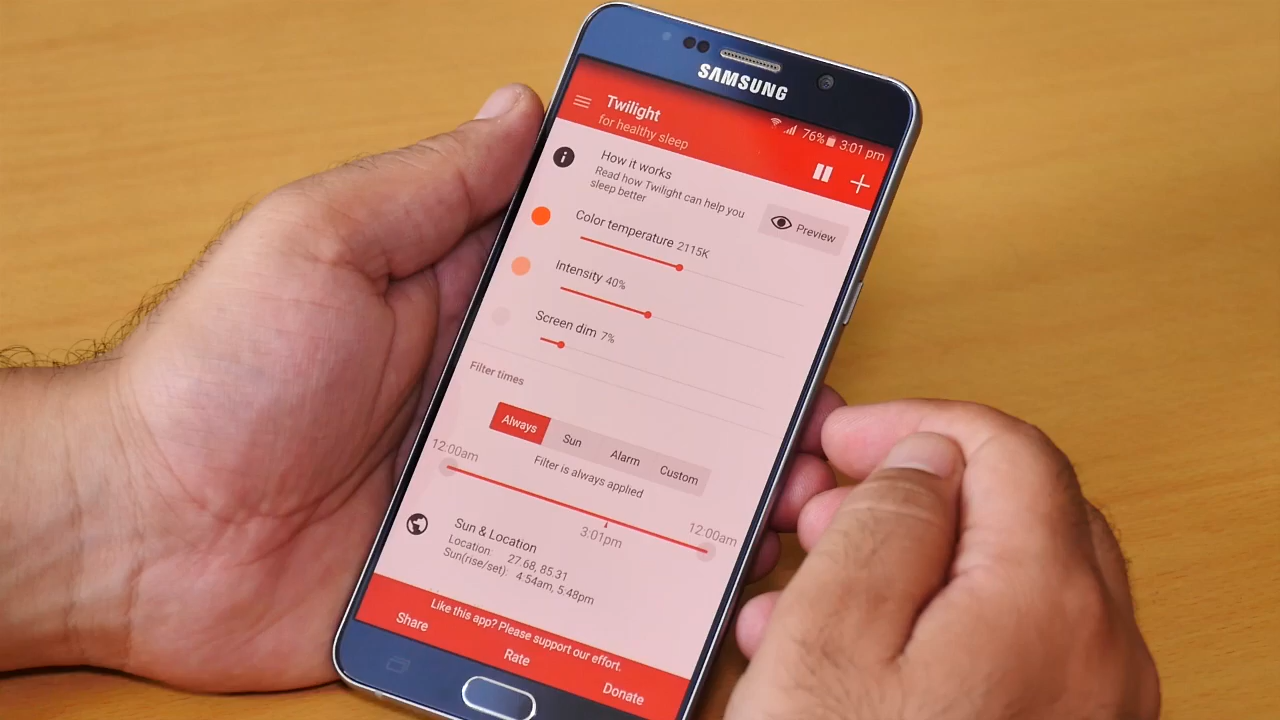 SAMSUNG
Twilight
for healthy sleep
76% 3:01 pm
How it works
Read how Twilight can help you
sleep better
Preview
Color temperature 2115K
Intensity 40%
Screen dim 7%
Filter times
Always Sun Alarm Custom
Filter is always applied
12:00am 3:01pm 12:00am
Sun & Location
Location: 27.68, 85.31
Sun(rise/set): 4:54am, 5:48pm
Like this app? Please support our effort.
Share Rate Donate